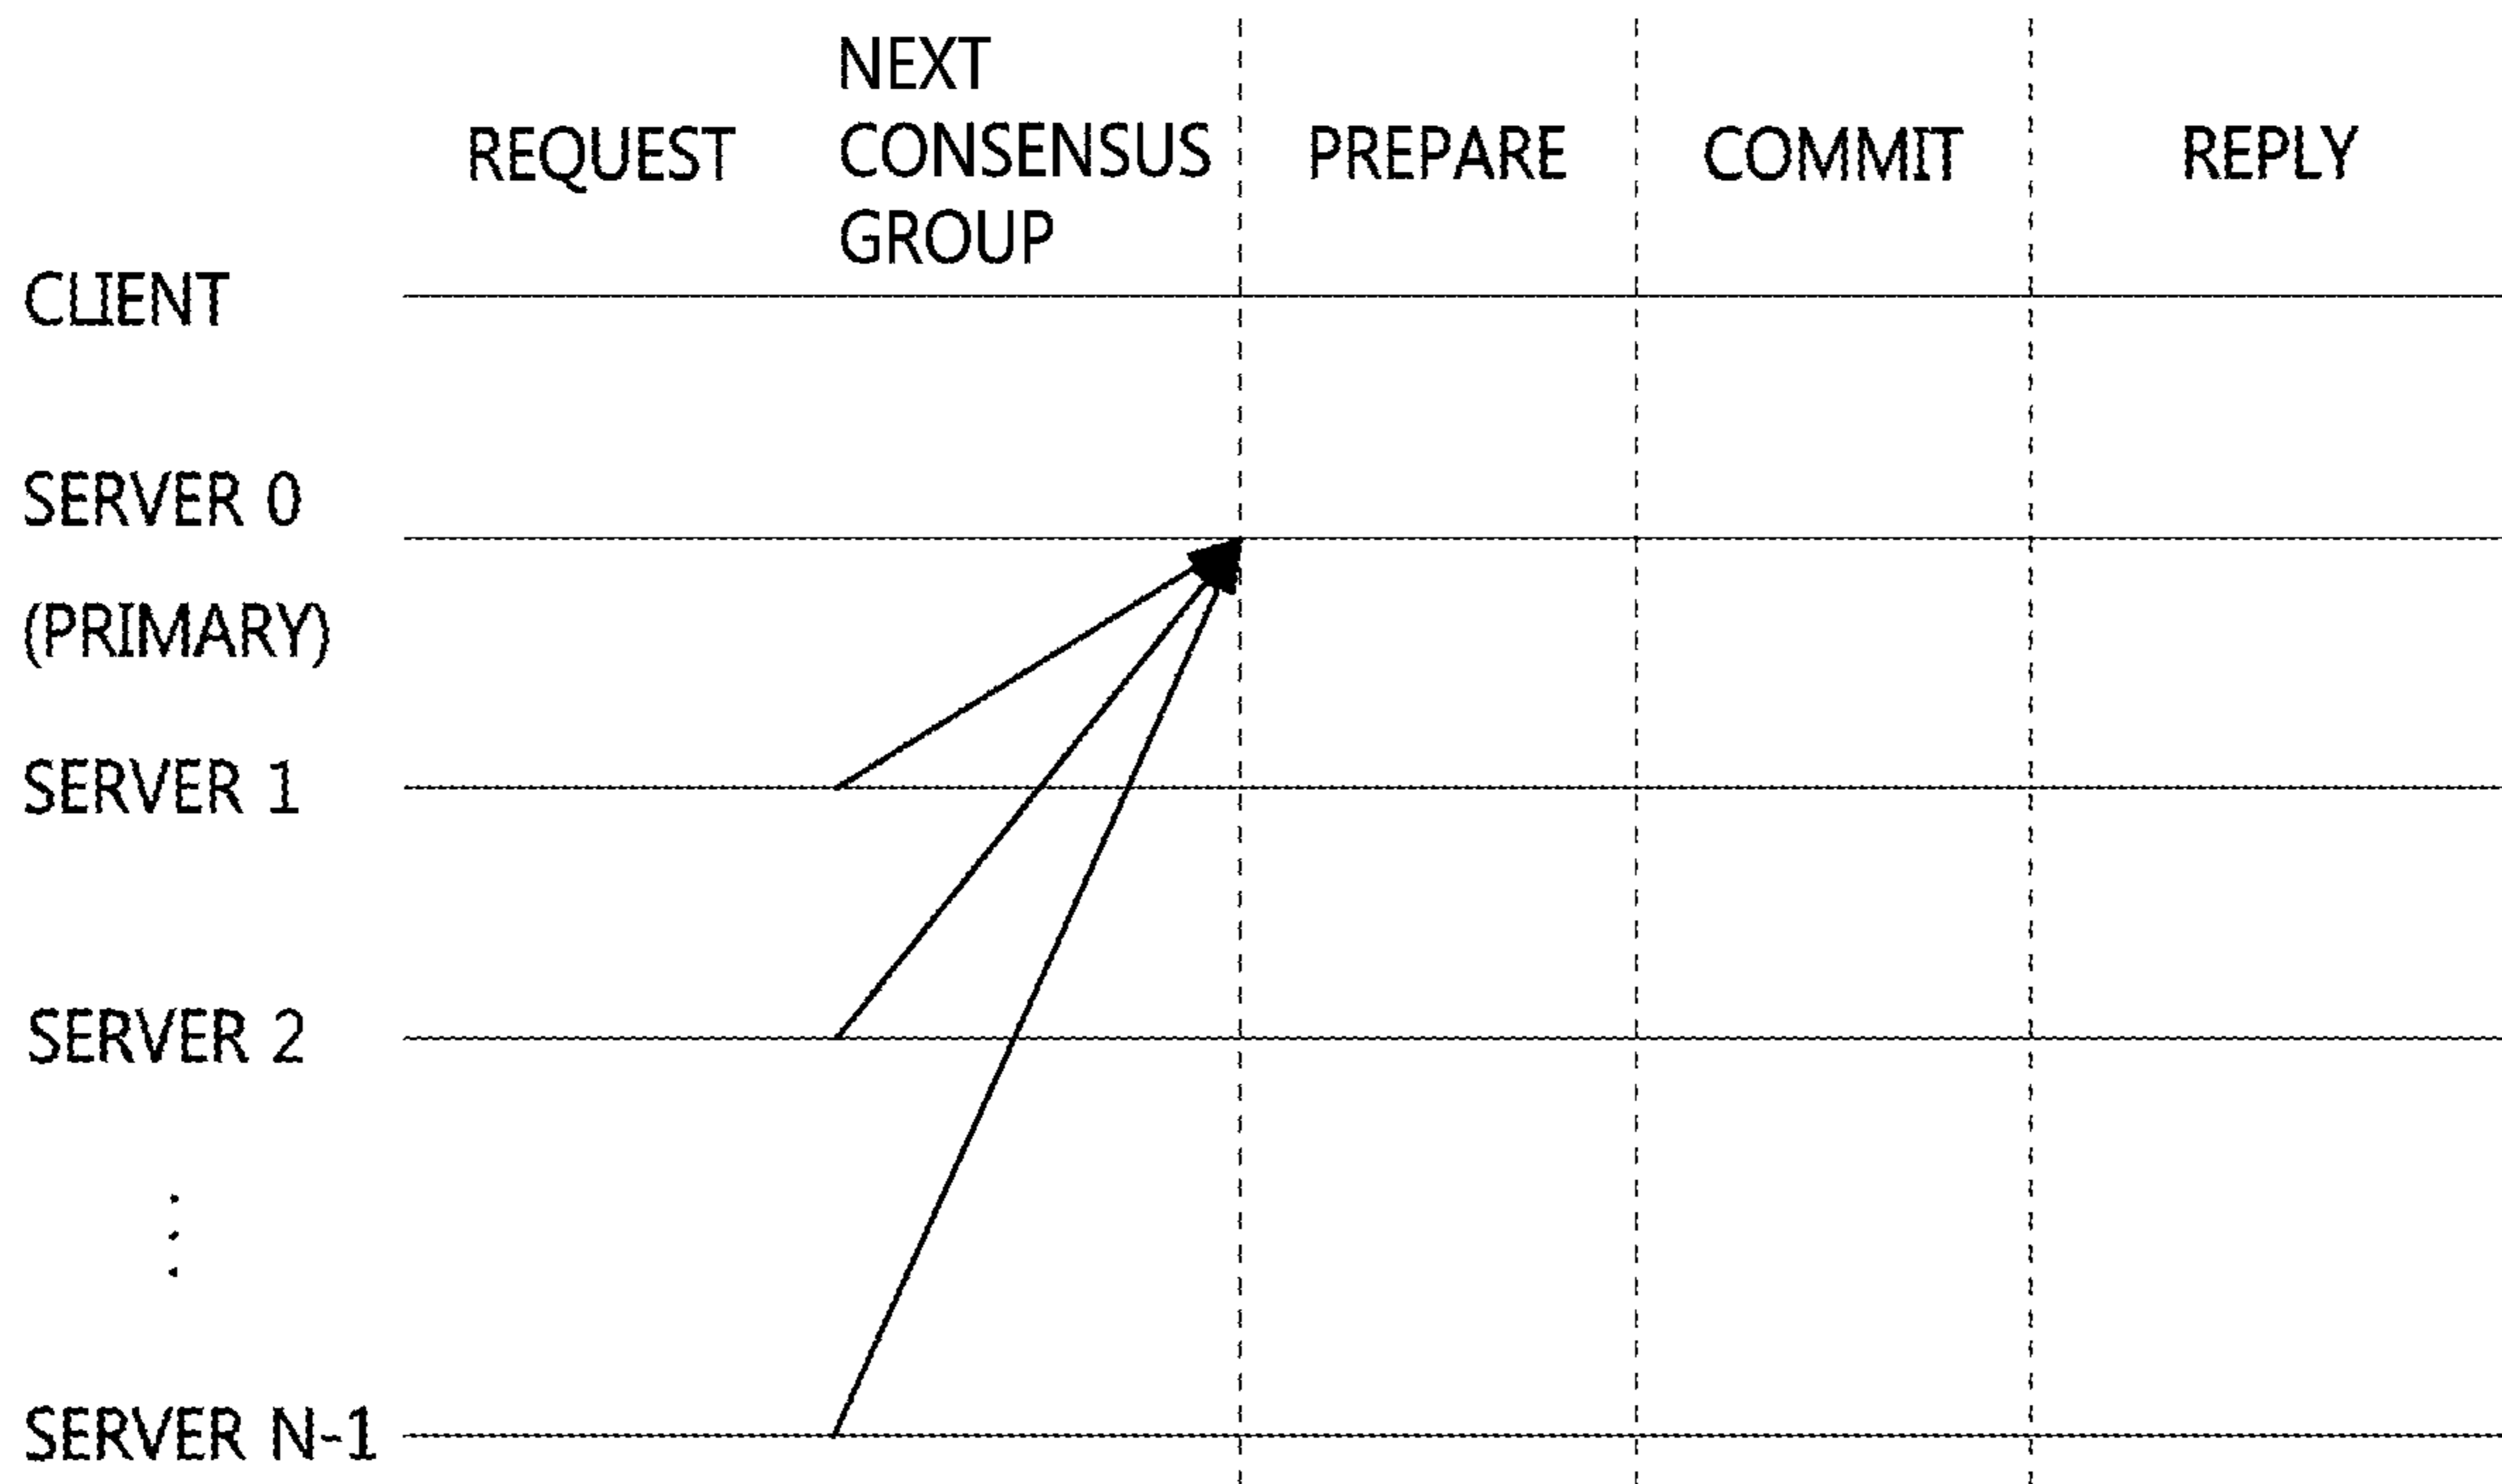 NEXT
REQUEST CONSENSUS PREPARE COMMIT REPLY
GROUP
CLIENT
SERVER 0
(PRIMARY)
SERVER 1
SERVER 2
SERVER N-1